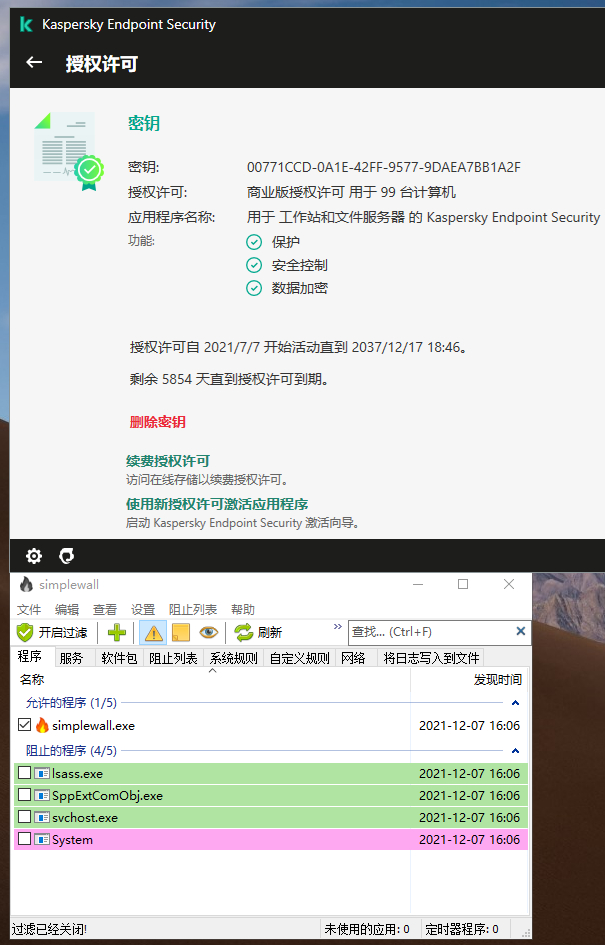 Kaspersky Endpoint Security
授权许可
密钥
密钥: 00771CCD-0A1E-42FF-9577-9DAEA7BB1A2F
授权许可: 商业版授权许可 用于 99 台计算机
应用程序名称: 用于 工作站和文件服务器 的 Kaspersky Endpoint Security
功能: 保护
安全控制
数据加密
授权许可自 2021/7/7 开始活动直到 2037/12/17 18:46。
剩余 5854 天直到授权许可到期。
删除密钥
续费授权许可
访问在线存储以续费授权许可。
使用新授权许可激活应用程序
启动 Kaspersky Endpoint Security 激活向导。
simplewall
文件 编辑 查看 设置 阻止列表 帮助
开启过滤 刷新 » 查找... (Ctrl+F)
程序 服务 软件包 阻止列表 系统规则 自定义规则 网络 将日志写入到文件
名称 发现时间
允许的程序 (1/5)
simplewall.exe 2021-12-07 16:06
阻止的程序 (4/5)
lsass.exe 2021-12-07 16:06
SppExtComObj.exe 2021-12-07 16:06
svchost.exe 2021-12-07 16:06
System 2021-12-07 16:06
过滤已经关闭! 未使用的应用: 0 定时器程序: 0